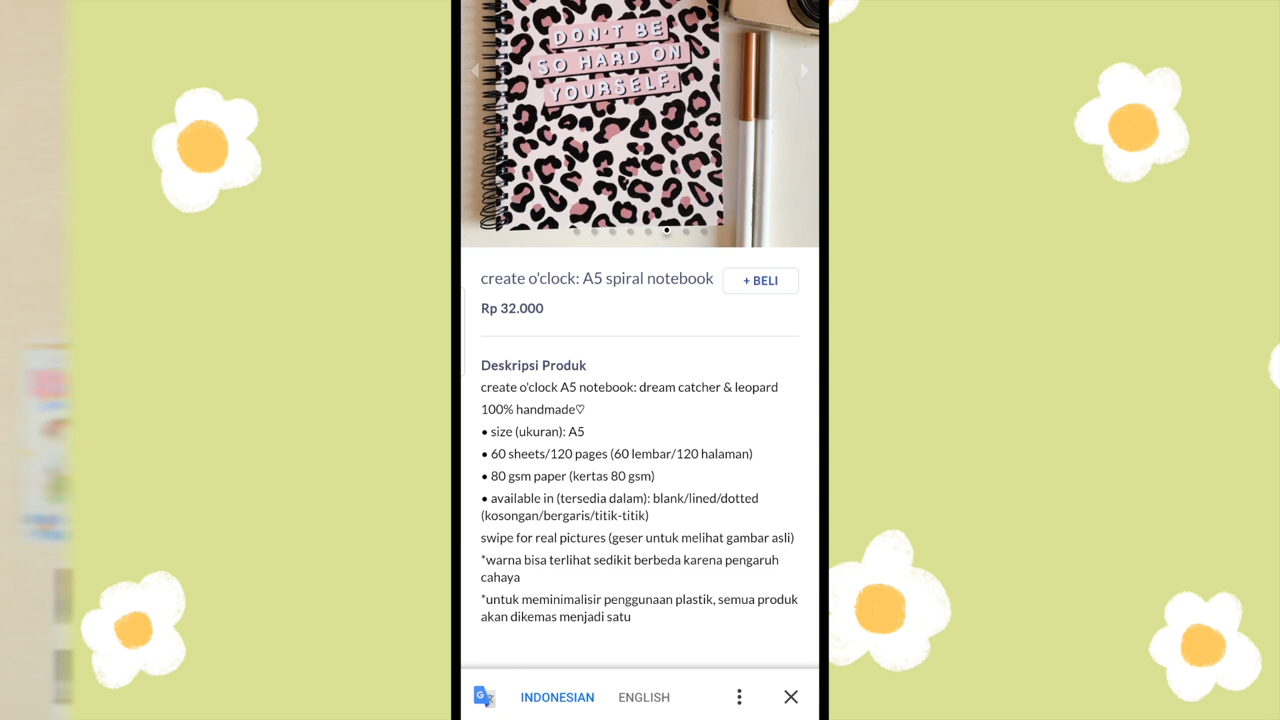 DON'T BE
SO HARD ON
YOURSELF.
create o'clock: A5 spiral notebook
+ BELI
Rp 32.000
Deskripsi Produk
create o'clock A5 notebook: dream catcher & leopard
100% handmade♡
• size (ukuran): A5
• 60 sheets/120 pages (60 lembar/120 halaman)
• 80 gsm paper (kertas 80 gsm)
• available in (tersedia dalam): blank/lined/dotted
(kosongan/bergaris/titik-titik)
swipe for real pictures (geser untuk melihat gambar asli)
*warna bisa terlihat sedikit berbeda karena pengaruh
cahaya
*untuk meminimalisir penggunaan plastik, semua produk
akan dikemas menjadi satu
G
INDONESIAN
ENGLISH